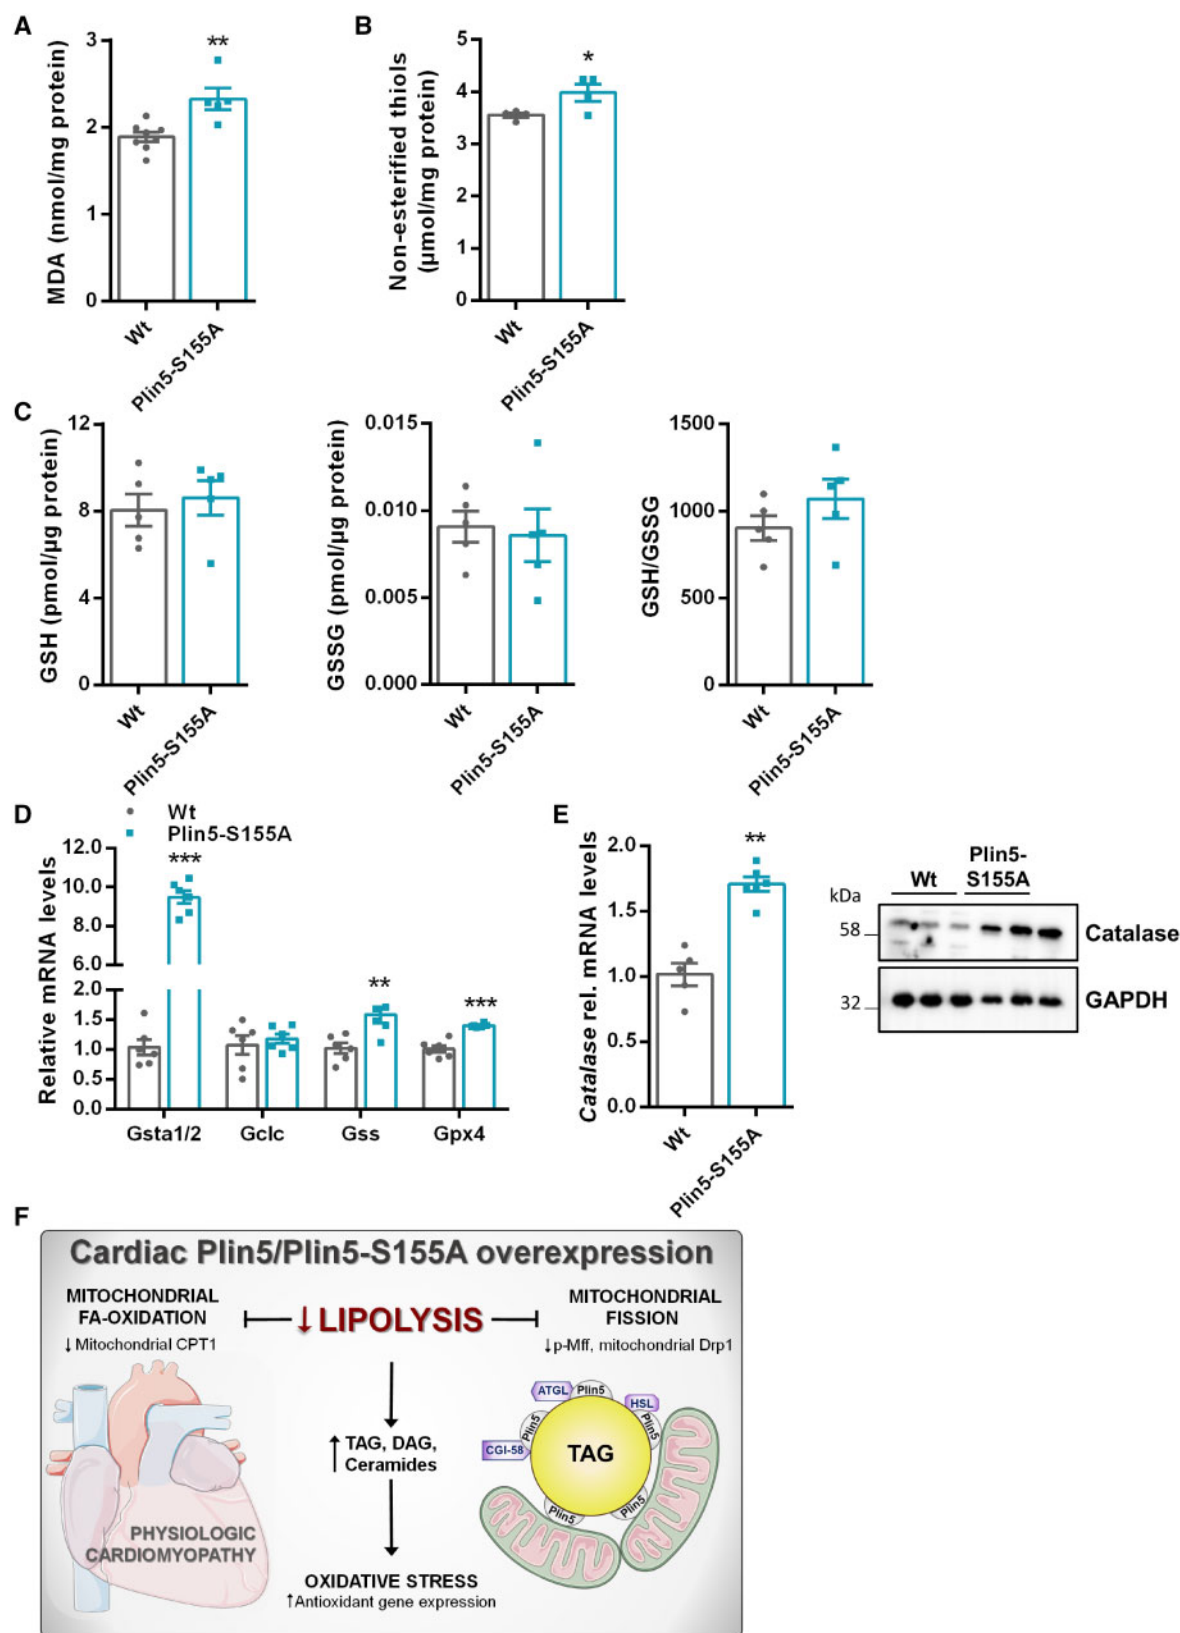 A
MDA (nmol/mg protein)
3
2
1
0
**
Wt
Plin5-S155A
B
Non-esterified thiols
(µmol/mg protein)
5
4
3
2
1
0
*
Wt
Plin5-S155A
C
GSH (pmol/µg protein)
12
8
4
0
Wt
Plin5-S155A
GSSG (pmol/µg protein)
0.015
0.010
0.005
0.000
Wt
Plin5-S155A
GSH/GSSG
1500
1000
500
0
Wt
Plin5-S155A
D
Wt
Plin5-S155A
Relative mRNA levels
12.0
10.0
8.0
6.0
2.0
1.5
1.0
0.5
0.0
***
**
***
Gsta1/2
Gclc
Gss
Gpx4
E
Catalase rel. mRNA levels
2.0
1.5
1.0
0.5
0.0
**
Wt
Plin5-S155A
kDa
Wt
Plin5-
S155A
58
Catalase
32
GAPDH
F
Cardiac Plin5/Plin5-S155A overexpression
MITOCHONDRIAL
FA-OXIDATION
↓Mitochondrial CPT1
↓LIPOLYSIS
MITOCHONDRIAL
FISSION
↓p-Mff, mitochondrial Drp1
↑TAG, DAG,
Ceramides
OXIDATIVE STRESS
↑Antioxidant gene expression
PHYSIOLOGIC
CARDIOMYOPATHY
ATGL
Plin5
HSL
Plin5
Plin5
CGI-58
TAG
Plin5
Plin5